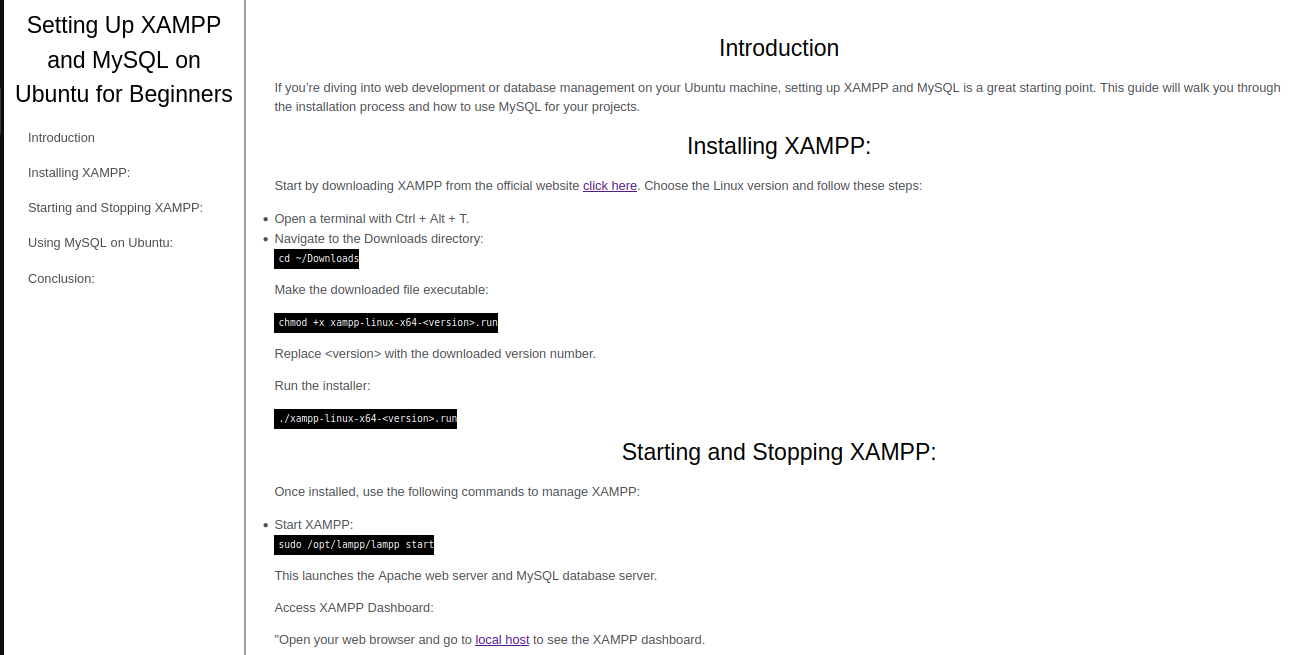 Setting Up XAMPP
and MySQL on
Ubuntu for Beginners
Introduction
Installing XAMPP:
Starting and Stopping XAMPP:
Using MySQL on Ubuntu:
Conclusion:
Introduction
If you’re diving into web development or database management on your Ubuntu machine, setting up XAMPP and MySQL is a great starting point. This guide will walk you through
the installation process and how to use MySQL for your projects.
Installing XAMPP:
Start by downloading XAMPP from the official website click here. Choose the Linux version and follow these steps:
• Open a terminal with Ctrl + Alt + T.
• Navigate to the Downloads directory:
cd ~/Downloads
Make the downloaded file executable:
chmod +x xampp-linux-x64-<version>.run
Replace <version> with the downloaded version number.
Run the installer:
./xampp-linux-x64-<version>.run
Starting and Stopping XAMPP:
Once installed, use the following commands to manage XAMPP:
• Start XAMPP:
sudo /opt/lampp/lampp start
This launches the Apache web server and MySQL database server.
Access XAMPP Dashboard:
"Open your web browser and go to local host to see the XAMPP dashboard.